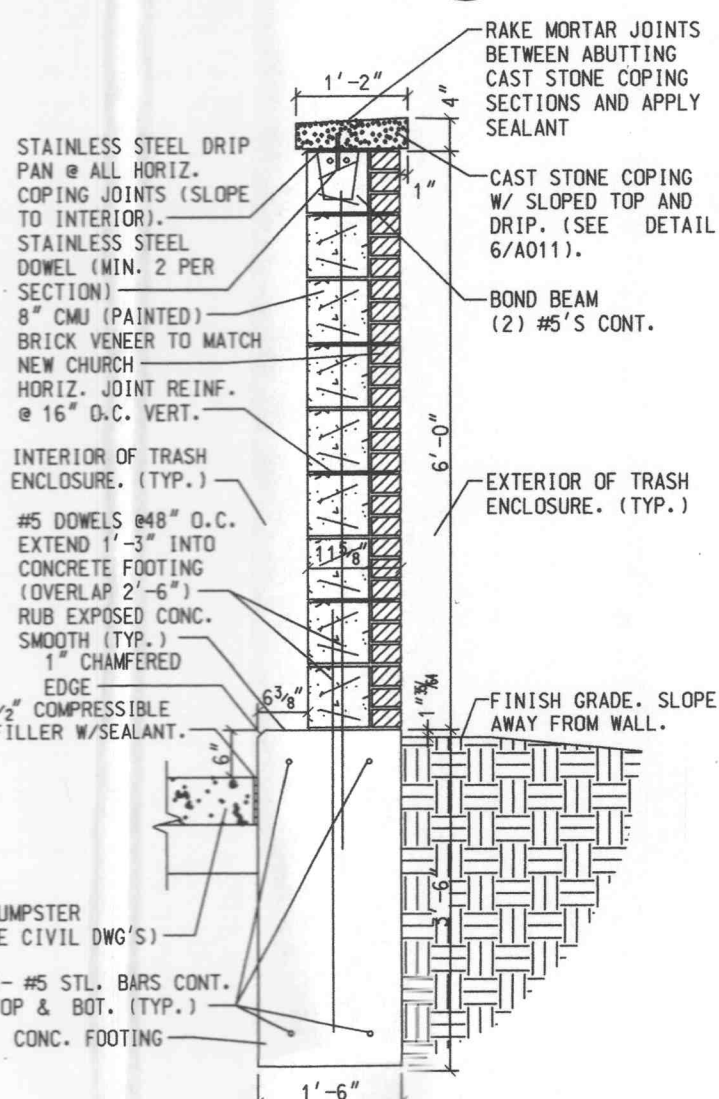 RAKE MORTAR JOINTS
BETWEEN ABUTTING
CAST STONE COPING
SECTIONS AND APPLY
SEALANT
1'-2"
4"
STAINLESS STEEL DRIP
PAN @ ALL HORIZ.
COPING JOINTS (SLOPE
TO INTERIOR).
STAINLESS STEEL
DOWEL (MIN. 2 PER
SECTION)
8" CMU (PAINTED)
BRICK VENEER TO MATCH
NEW CHURCH
HORIZ. JOINT REINF.
@ 16" O.C. VERT.
1"
CAST STONE COPING
W/ SLOPED TOP AND
DRIP. (SEE DETAIL
6/A011).
BOND BEAM
(2) #5'S CONT.
6'-0"
INTERIOR OF TRASH
ENCLOSURE. (TYP.)
EXTERIOR OF TRASH
ENCLOSURE. (TYP.)
#5 DOWELS @48" O.C.
EXTEND 1'-3" INTO
CONCRETE FOOTING
(OVERLAP 2'-6")
RUB EXPOSED CONC.
SMOOTH (TYP.)
1" CHAMFERED
EDGE
/2" COMPRESSIBLE
FILLER W/SEALANT.
11 5/8"
6 3/8"
6"
FINISH GRADE. SLOPE
AWAY FROM WALL.
3'-6"
UMPSTER
E CIVIL DWG'S)
- #5 STL. BARS CONT.
OP & BOT. (TYP.)
CONC. FOOTING
1'-6"